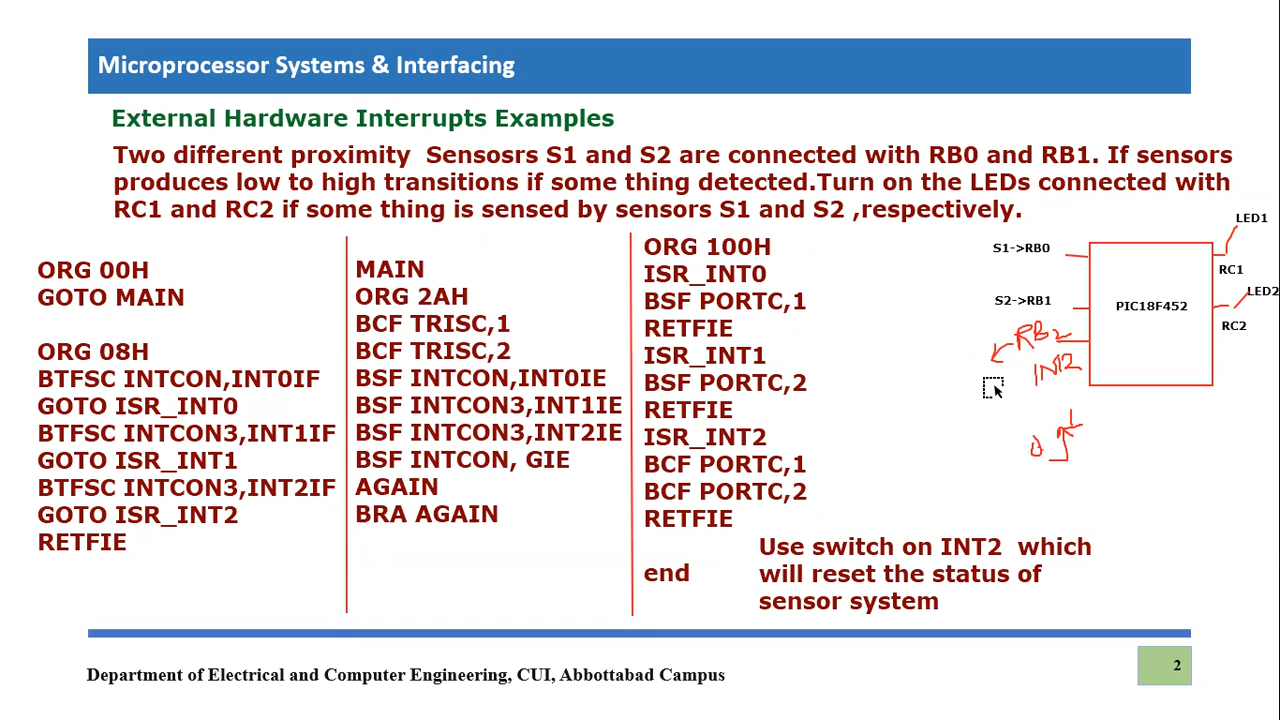 Microprocessor Systems & Interfacing
External Hardware Interrupts Examples
Two different proximity Sensosrs S1 and S2 are connected with RB0 and RB1. If sensors
produces low to high transitions if some thing detected.Turn on the LEDs connected with
RC1 and RC2 if some thing is sensed by sensors S1 and S2 ,respectively.
ORG 00H
GOTO MAIN
ORG 08H
BTFSC INTCON,INT0IF
GOTO ISR_INT0
BTFSC INTCON3,INT1IF
GOTO ISR_INT1
BTFSC INTCON3,INT2IF
GOTO ISR_INT2
RETFIE
MAIN
ORG 2AH
BCF TRISC,1
BCF TRISC,2
BSF INTCON,INT0IE
BSF INTCON3,INT1IE
BSF INTCON3,INT2IE
BSF INTCON, GIE
AGAIN
BRA AGAIN
ORG 100H
ISR_INT0
BSF PORTC,1
RETFIE
ISR_INT1
BSF PORTC,2
RETFIE
ISR_INT2
BCF PORTC,1
BCF PORTC,2
RETFIE
end
Use switch on INT2 which
will reset the status of
sensor system
LED1
S1->RB0
RC1
LED2
S2->RB1
PIC18F452
RC2
RB2
INT2
0 1
Department of Electrical and Computer Engineering, CUI, Abbottabad Campus
2